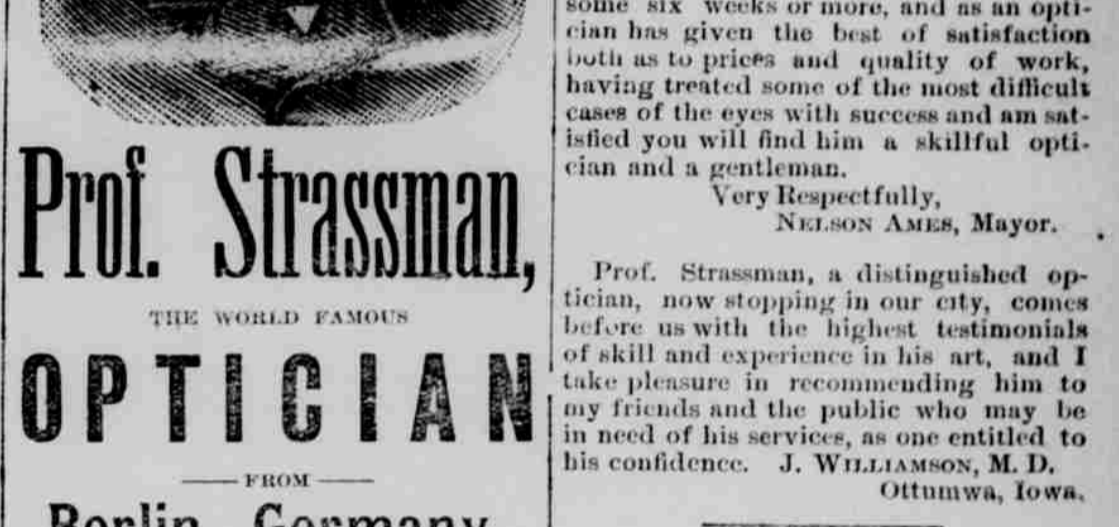 Prof. Strassman,
THE WORLD FAMOUS
OPTICIAN
FROM
Berlin, Germany
some six weeks or more, and as an opti-
cian has given the best of satisfaction
both as to prices and quality of work,
having treated some of the most difficult
cases of the eyes with success and am sat-
isfied you will find him a skillful opti-
cian and a gentleman.
Very Respectfully,
NELSON AMES, Mayor.
Prof. Strassman, a distinguished op-
tician, now stopping in our city, comes
before us with the highest testimonials
of skill and experience in his art, and I
take pleasure in recommending him to
my friends and the public who may be
in need of his services, as one entitled to
his confidence. J. WILLIAMSON, M. D.
Ottumwa, Iowa.